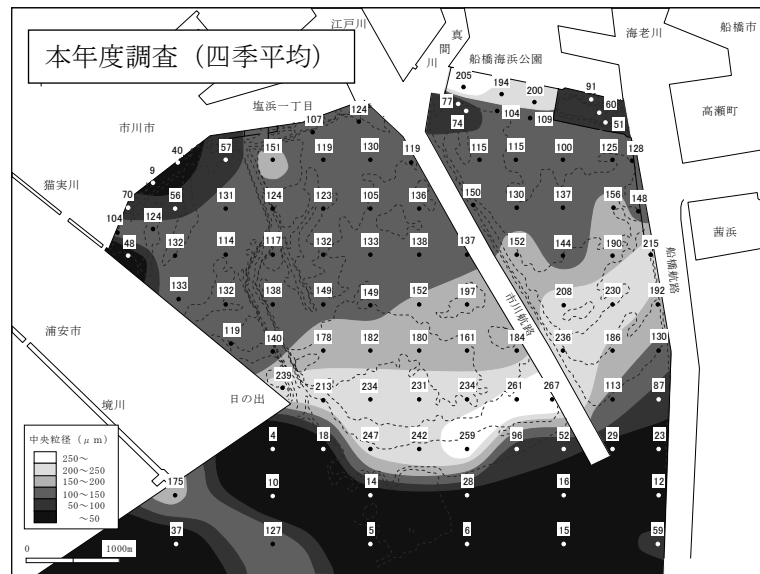 本年度調査（四季平均）
江戸川
真間川
船橋海浜公園
海老川
船橋市
高瀬町
塩浜一丁目
市川市
猫実川
茜浜
船橋航路
市川航路
浦安市
日の出
境川
205 194 200 91
77 60
74 104 109 51
107 124
40 57 151 119 130 119 115 115 100 125 128
9
70 56 131 124 123 105 136 150 130 137 156 148
104 124
48 132 114 117 132 133 138 137 152 144 190 215
133 132 138 149 149 152 197 208 230 192
119 140 178 182 180 161 184 236 186 130
239 213 234 231 234 261 267 113 87
4 18 247 242 259 96 52 29 23
175 10 14 28 16 12
37 127 5 6 15 59
中央粒径（μm）
250～
200～250
150～200
100～150
50～100
～50
0 1000m